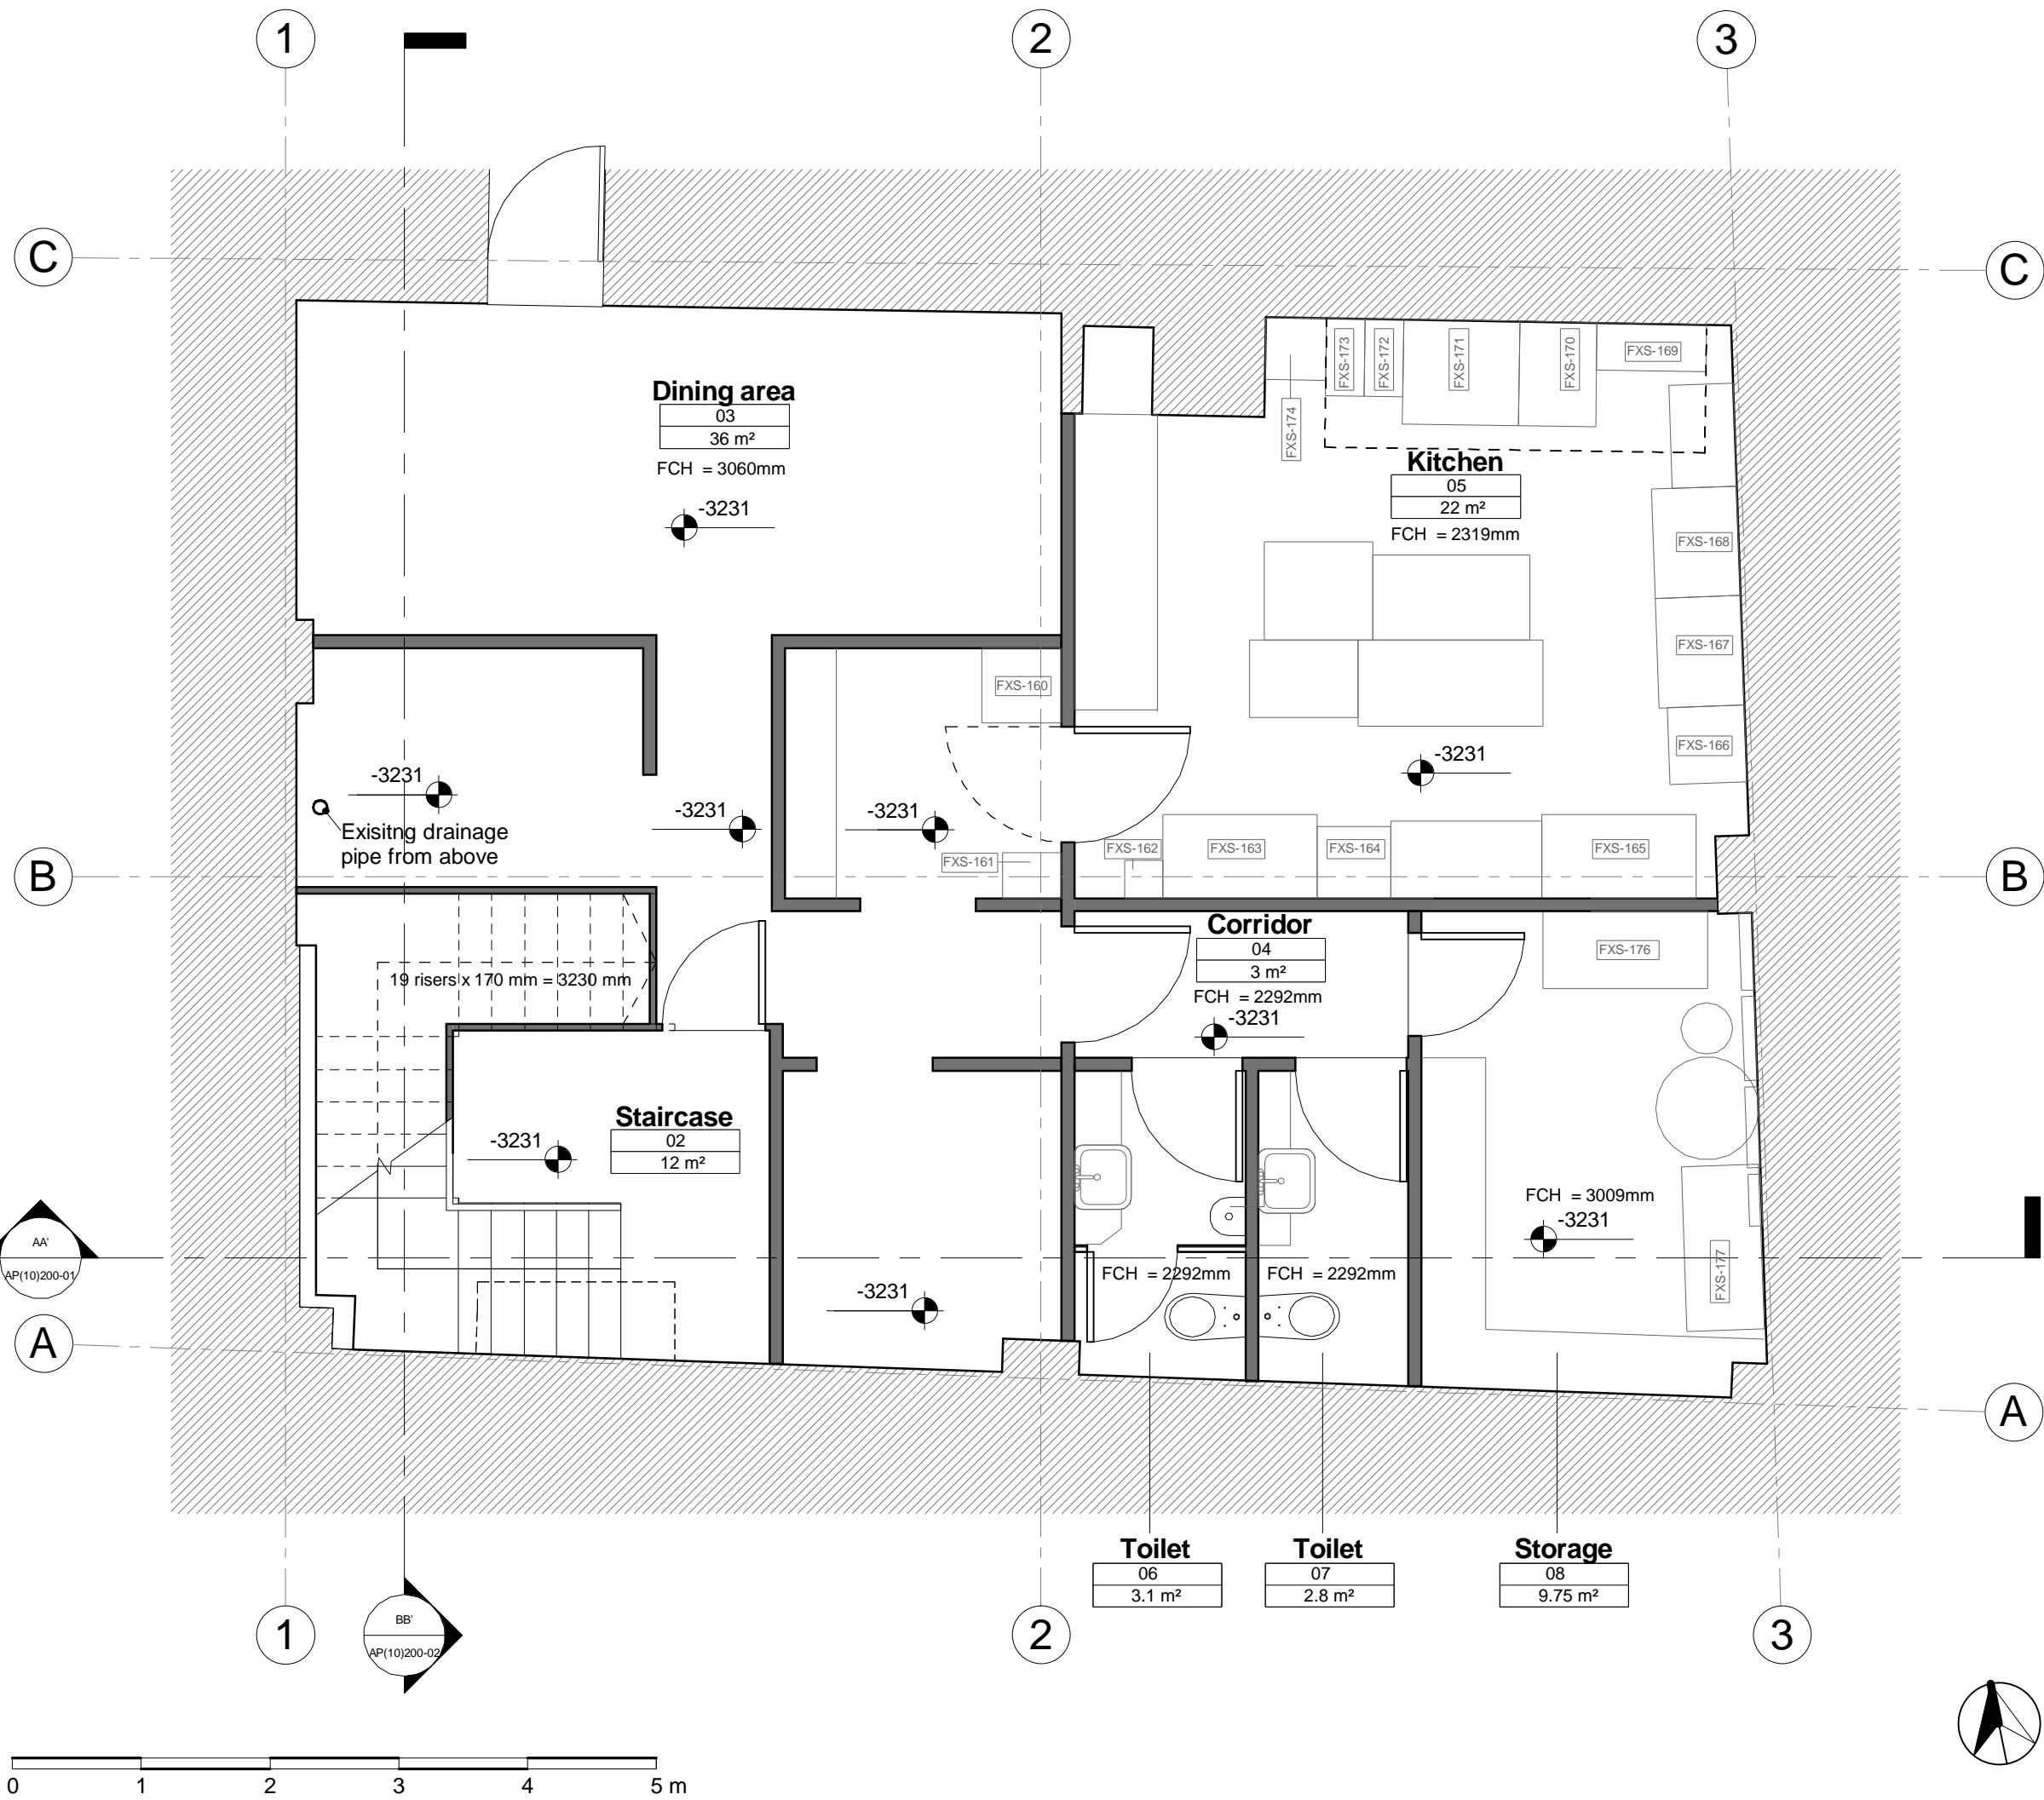 1
2
3
C
C
Dining area
03
36 m²
FCH = 3060mm
-3231
FXS-173
FXS-172
FXS-171
FXS-170
FXS-169
FXS-174
Kitchen
05
22 m²
FCH = 2319mm
FXS-168
FXS-167
FXS-166
FXS-160
-3231
-3231
-3231
-3231
Exisitng drainage
pipe from above
FXS-161
FXS-162
FXS-163
FXS-164
FXS-165
B
B
19 risers x 170 mm = 3230 mm
Corridor
04
3 m²
FCH = 2292mm
-3231
FXS-176
Staircase
02
12 m²
-3231
FCH = 3009mm
-3231
FXS-177
AA'
AP(10)200-01
FCH = 2292mm
FCH = 2292mm
-3231
A
A
Toilet
06
3.1 m²
Toilet
07
2.8 m²
Storage
08
9.75 m²
1
BB'
AP(10)200-02
2
3
0 1 2 3 4 5 m